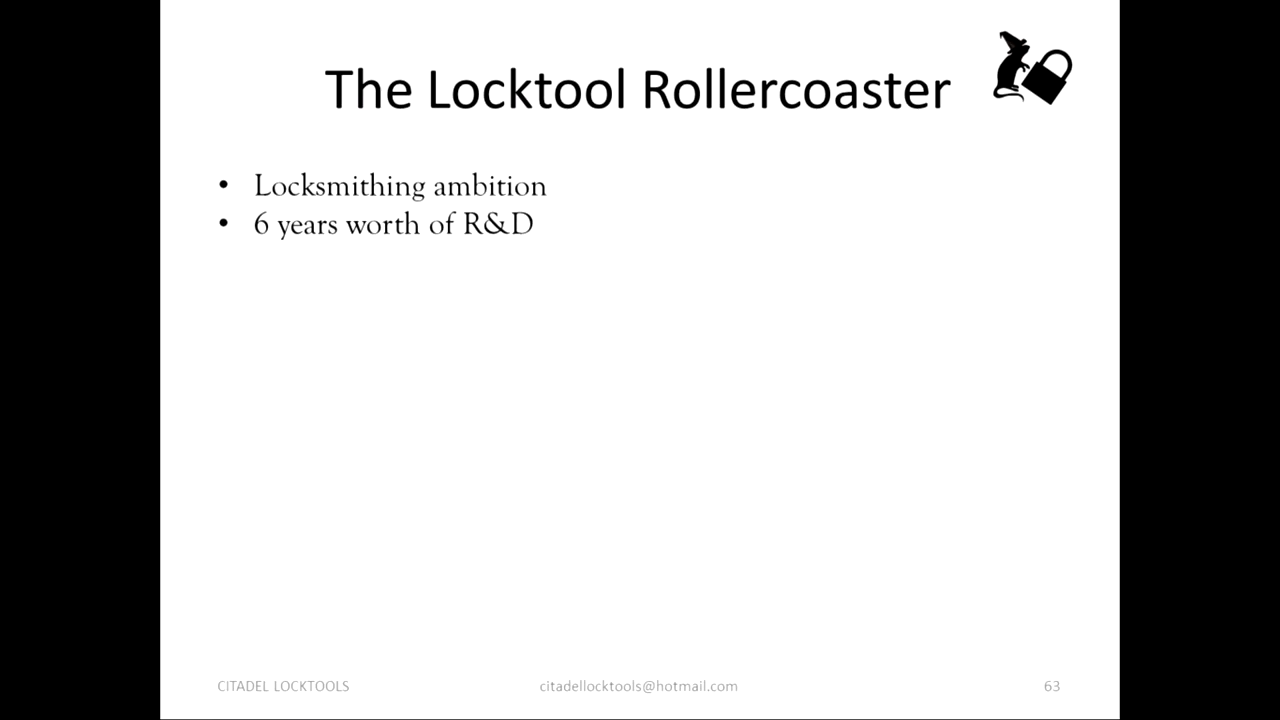 The Locktool Rollercoaster
• Locksmithing ambition
• 6 years worth of R&D
CITADEL LOCKTOOLS
citadellocktools@hotmail.com
63